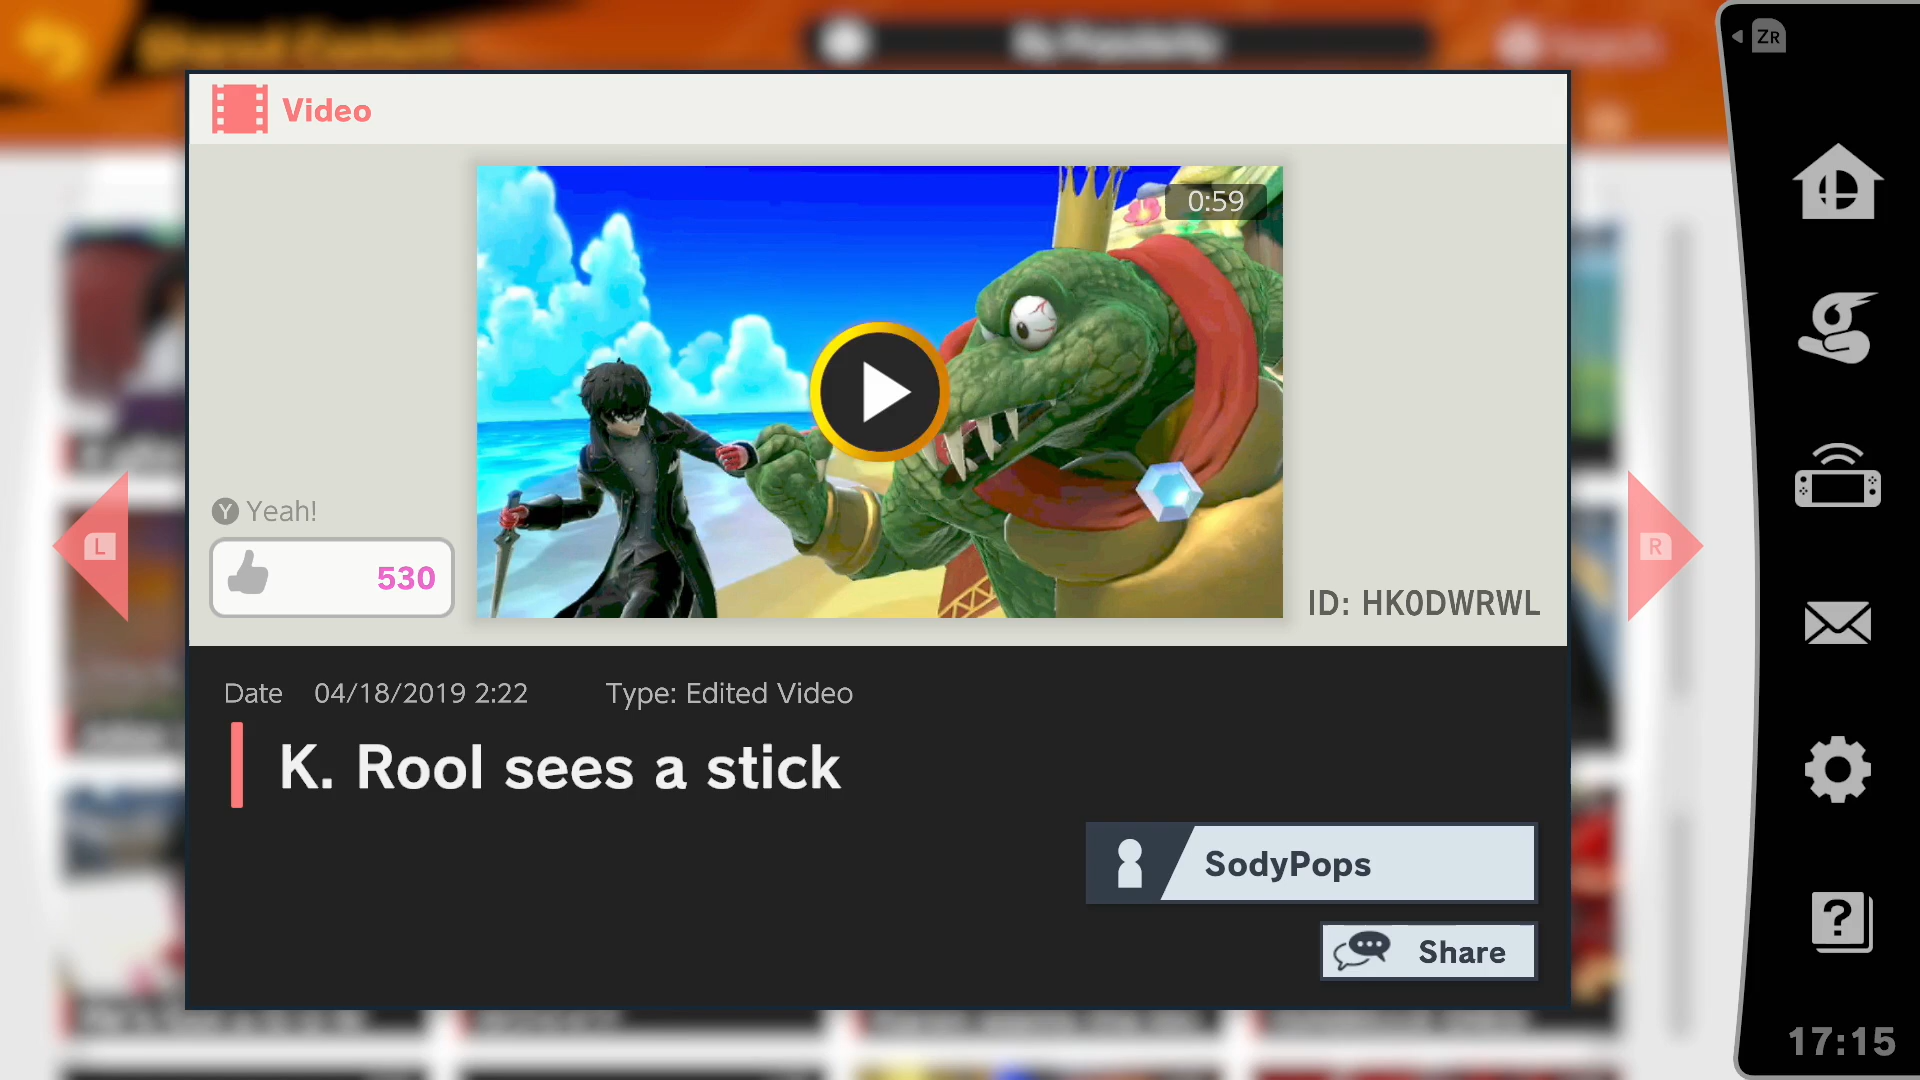 ZR
Video
0:59
Y Yeah!
L
R
530
ID: HK0DWRWL
Date 04/18/2019 2:22 Type: Edited Video
K. Rool sees a stick
SodyPops
Share
17:15